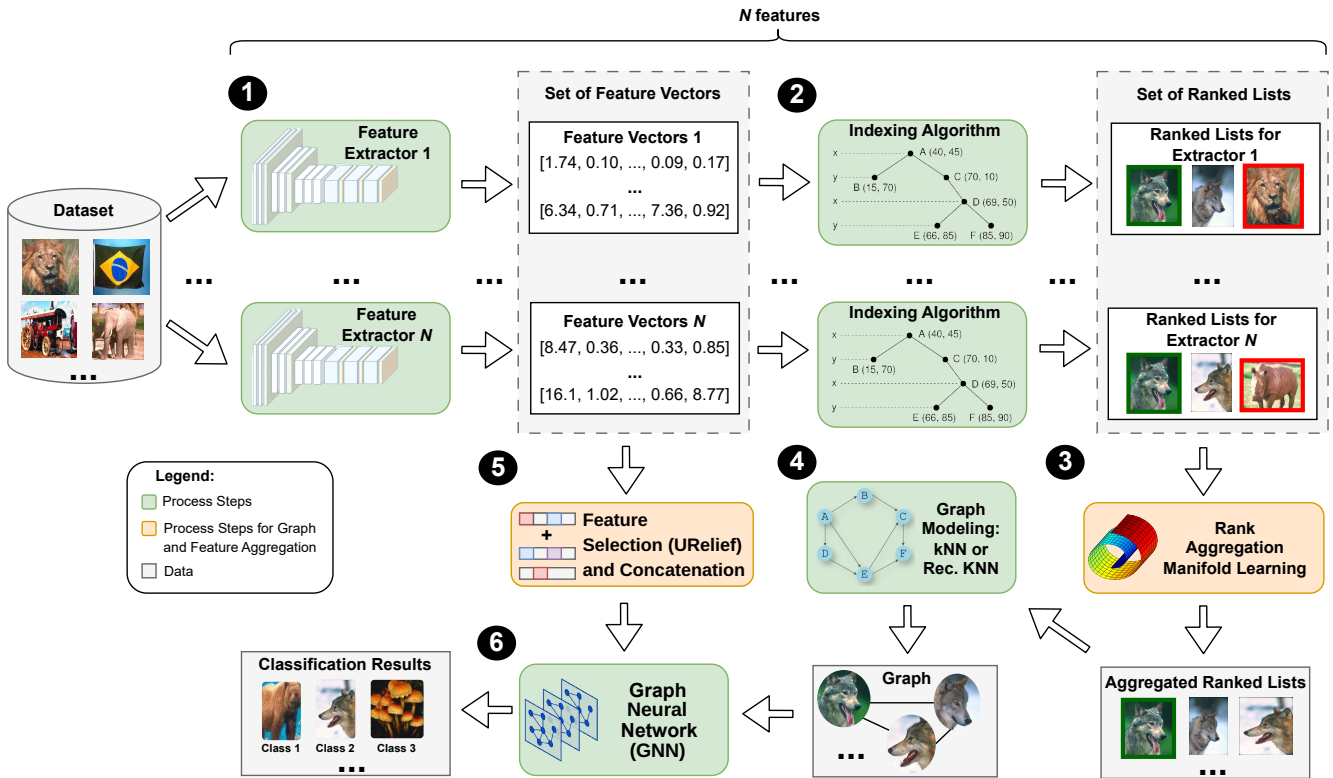 N features
1
2
Set of Feature Vectors
Set of Ranked Lists
Feature
Extractor 1
Feature Vectors 1
[1.74, 0.10, ..., 0.09, 0.17]
...
[6.34, 0.71, ..., 7.36, 0.92]
Indexing Algorithm
x
A (40, 45)
y
B (15, 70)
C (70, 10)
x
D (69, 50)
y
E (66, 85)
F (85, 90)
Ranked Lists for
Extractor 1
Dataset
...
... ... ... ... ... ... ... ...
Feature
Extractor N
Feature Vectors N
[8.47, 0.36, ..., 0.33, 0.85]
...
[16.1, 1.02, ..., 0.66, 8.77]
Indexing Algorithm
x
A (40, 45)
y
B (15, 70)
C (70, 10)
x
D (69, 50)
y
E (66, 85)
F (85, 90)
Ranked Lists for
Extractor N
Legend:
Process Steps
Process Steps for Graph
and Feature Aggregation
Data
5
+
Feature
Selection (URelief)
and Concatenation
4
A
B
C
D
E
F
Graph
Modeling:
kNN or
Rec. KNN
3
Rank
Aggregation
Manifold Learning
Classification Results
Class 1
Class 2
Class 3
...
6
Graph
Neural
Network
(GNN)
Graph
...
Aggregated Ranked Lists
...